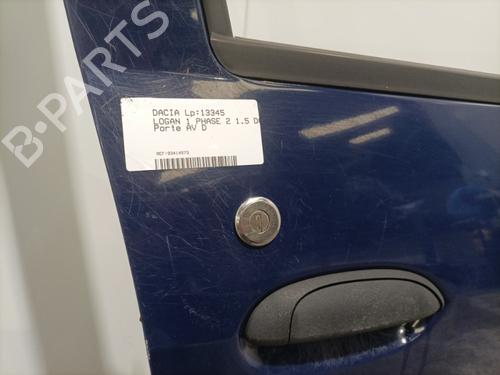 B-PARTS
DACIA Lp:13345
LOGAN 1 PHASE 2 1.5 D
Porte AV D